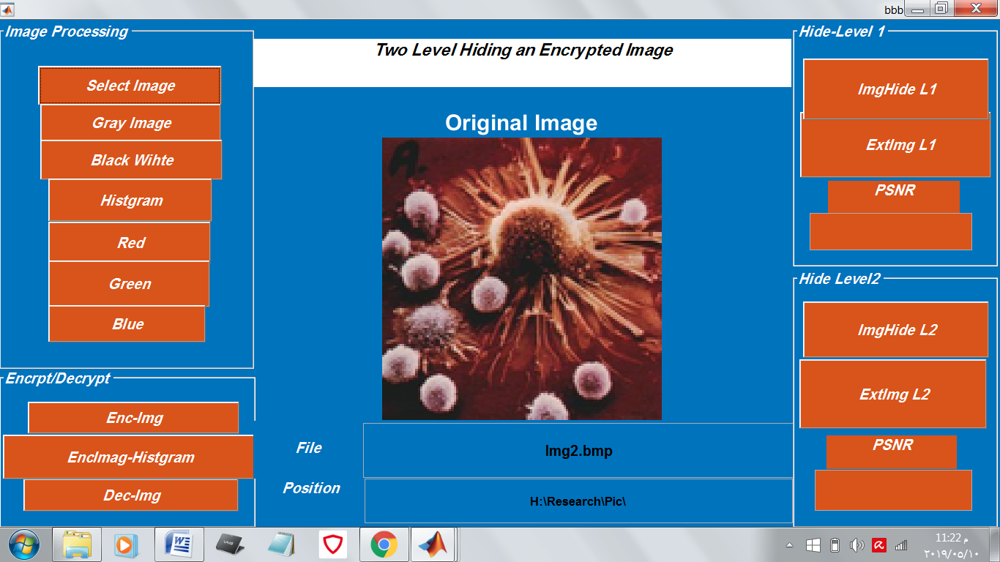 bbb
Image Processing
Select Image
Gray Image
Black Wihte
Histgram
Red
Green
Blue
Encrpt/Decrypt
Enc-Img
EncImag-Histgram
Dec-Img
Two Level Hiding an Encrypted Image
Original Image
File
Img2.bmp
Position
H:\Research\Pic\
Hide-Level 1
ImgHide L1
ExtImg L1
PSNR
Hide Level2
ImgHide L2
ExtImg L2
PSNR
11:22 م
٢٠١٩/٠٥/١٠